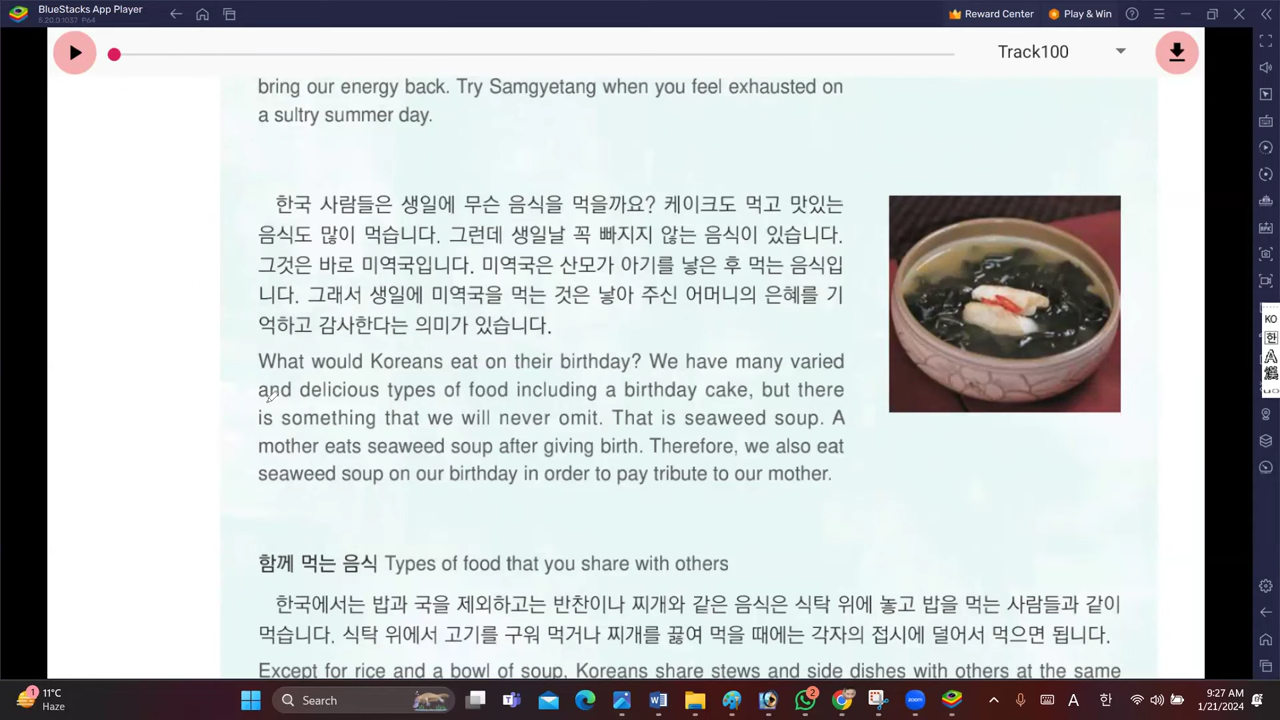 BlueStacks App Player
5.20.0.1037 P64
Reward Center
Play & Win
Track100
bring our energy back. Try Samgyetang when you feel exhausted on
a sultry summer day.
한국 사람들은 생일에 무슨 음식을 먹을까요? 케이크도 먹고 맛있는
음식도 많이 먹습니다. 그런데 생일날 꼭 빠지지 않는 음식이 있습니다.
그것은 바로 미역국입니다. 미역국은 산모가 아기를 낳은 후 먹는 음식입
니다. 그래서 생일에 미역국을 먹는 것은 낳아 주신 어머니의 은혜를 기
억하고 감사한다는 의미가 있습니다.
What would Koreans eat on their birthday? We have many varied
and delicious types of food including a birthday cake, but there
is something that we will never omit. That is seaweed soup. A
mother eats seaweed soup after giving birth. Therefore, we also eat
seaweed soup on our birthday in order to pay tribute to our mother.
함께 먹는 음식 Types of food that you share with others
한국에서는 밥과 국을 제외하고는 반찬이나 찌개와 같은 음식은 식탁 위에 놓고 밥을 먹는 사람들과 같이
먹습니다. 식탁 위에서 고기를 구워 먹거나 찌개를 끓여 먹을 때에는 각자의 접시에 덜어서 먹으면 됩니다.
Except for rice and a bowl of soup, Koreans share stews and side dishes with others at the same
KO
한
A
1
11°C
Haze
Search
2
zoom
A
한
9:27 AM
1/21/2024